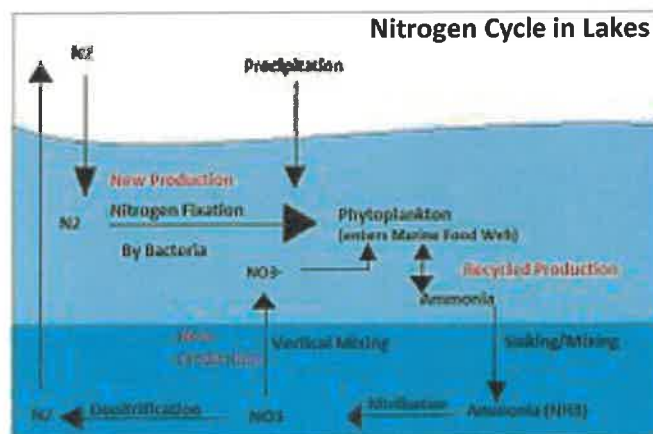 Nitrogen Cycle in Lakes
N2
Precipitation
New Production
N2
Nitrogen Fixation
By Bacteria
Phytoplankton
(enters Marine Food Web)
NO3-
Recycled Production
Ammonia
Vertical Mixing
Sinking/Mixing
N2
Denitrification
NO3
Ammonia (NH3)